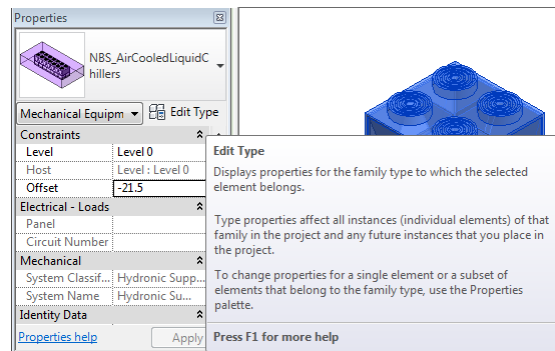 Properties
NBS_AirCooledLiquidC
hillers
Mechanical Equipm
Edit Type
Constraints
Level Level 0
Host Level : Level 0
Offset -21.5
Electrical - Loads
Panel
Circuit Number
Mechanical
System Classif... Hydronic Supp...
System Name Hydronic Su...
Identity Data
Properties help
Apply
Edit Type
Displays properties for the family type to which the selected
element belongs.
Type properties affect all instances (individual elements) of that
family in the project and any future instances that you place in
the project.
To change properties for a single element or a subset of
elements that belong to the family type, use the Properties
palette.
Press F1 for more help